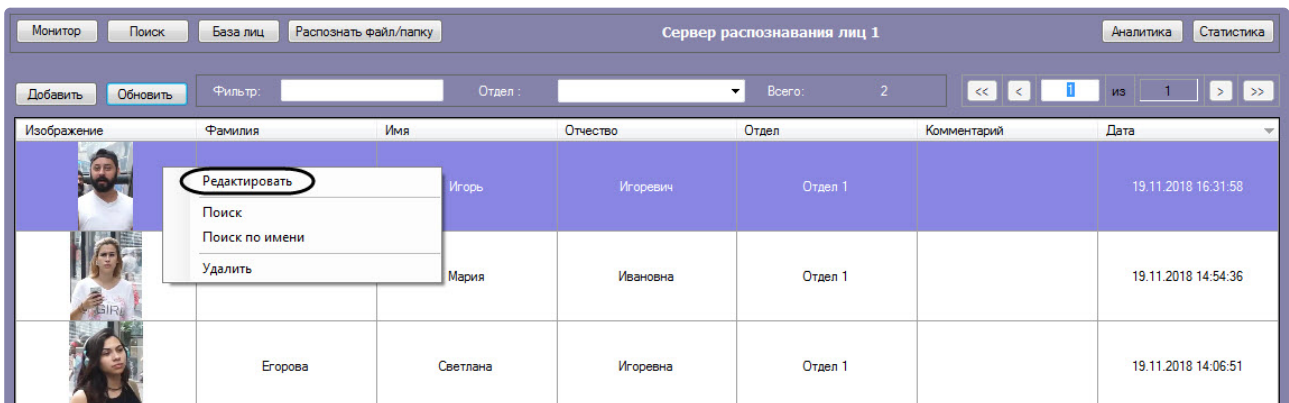 Монитор Поиск База лиц Распознать файл/папку Сервер распознавания лиц 1 Аналитика Статистика
Добавить Обновить Фильтр: Отдел : Всего: 2 << < 1 из 1 > >>
Изображение Фамилия Имя Отчество Отдел Комментарий Дата
Редактировать
Игорь Игоревич Отдел 1 19.11.2018 16:31:58
Поиск
Поиск по имени
Удалить
Мария Ивановна Отдел 1 19.11.2018 14:54:36
GIRL
Егорова Светлана Игоревна Отдел 1 19.11.2018 14:06:51